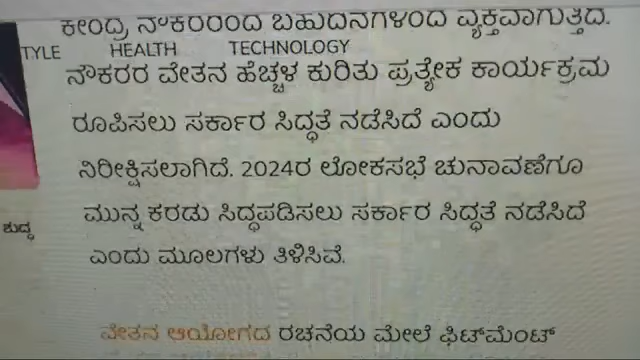 ಕೇಂದ್ರ ನೌಕರರಿಂದ ಬಹುದಿನಗಳಿಂದ ವ್ಯಕ್ತವಾಗುತ್ತಿದೆ.
TYLE HEALTH TECHNOLOGY
ನೌಕರರ ವೇತನ ಹೆಚ್ಚಳ ಕುರಿತು ಪ್ರತ್ಯೇಕ ಕಾರ್ಯಕ್ರಮ
ರೂಪಿಸಲು ಸರ್ಕಾರ ಸಿದ್ಧತೆ ನಡೆಸಿದೆ ಎಂದು
ನಿರೀಕ್ಷಿಸಲಾಗಿದೆ. 2024ರ ಲೋಕಸಭೆ ಚುನಾವಣೆಗೂ
ಮುನ್ನ ಕರಡು ಸಿದ್ಧಪಡಿಸಲು ಸರ್ಕಾರ ಸಿದ್ಧತೆ ನಡೆಸಿದೆ
ಶುದ್ಧ
ಎಂದು ಮೂಲಗಳು ತಿಳಿಸಿವೆ.
ವೇತನ ಆಯೋಗದ ರಚನೆಯ ಮೇಲೆ ಫಿಟ್‌ಮೆಂಟ್